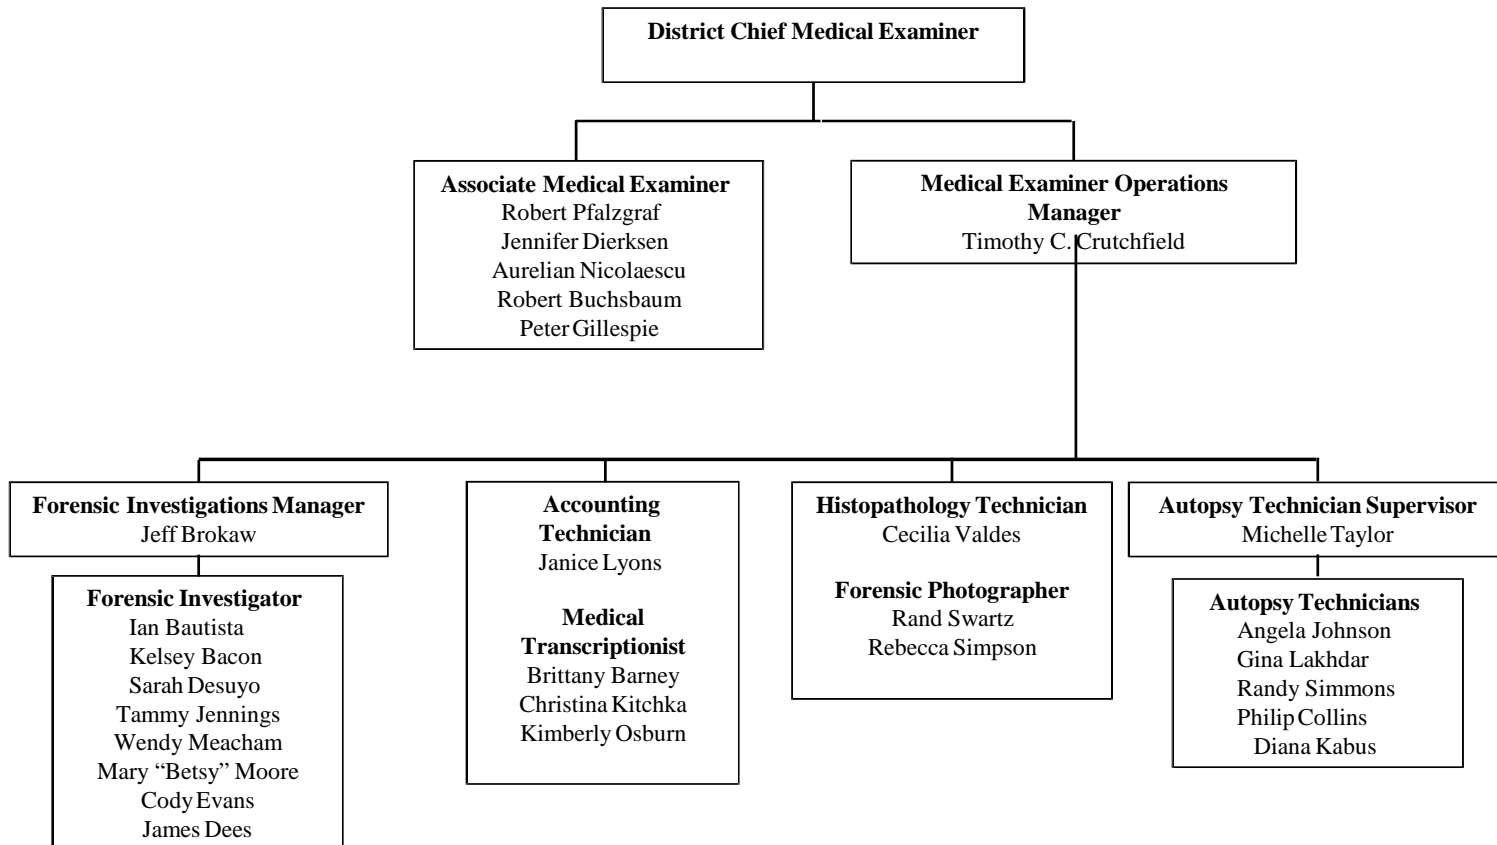 District Chief Medical Examiner
Associate Medical Examiner
Robert Pfalzgraf
Jennifer Dierksen
Aurelian Nicolaescu
Robert Buchsbaum
Peter Gillespie
Medical Examiner Operations
Manager
Timothy C. Crutchfield
Forensic Investigations Manager
Jeff Brokaw
Forensic Investigator
Ian Bautista
Kelsey Bacon
Sarah Desuyo
Tammy Jennings
Wendy Meacham
Mary “Betsy” Moore
Cody Evans
James Dees
Accounting
Technician
Janice Lyons
Medical
Transcriptionist
Brittany Barney
Christina Kitchka
Kimberly Osburn
Histopathology Technician
Cecilia Valdes
Forensic Photographer
Rand Swartz
Rebecca Simpson
Autopsy Technician Supervisor
Michelle Taylor
Autopsy Technicians
Angela Johnson
Gina Lakhdar
Randy Simmons
Philip Collins
Diana Kabus